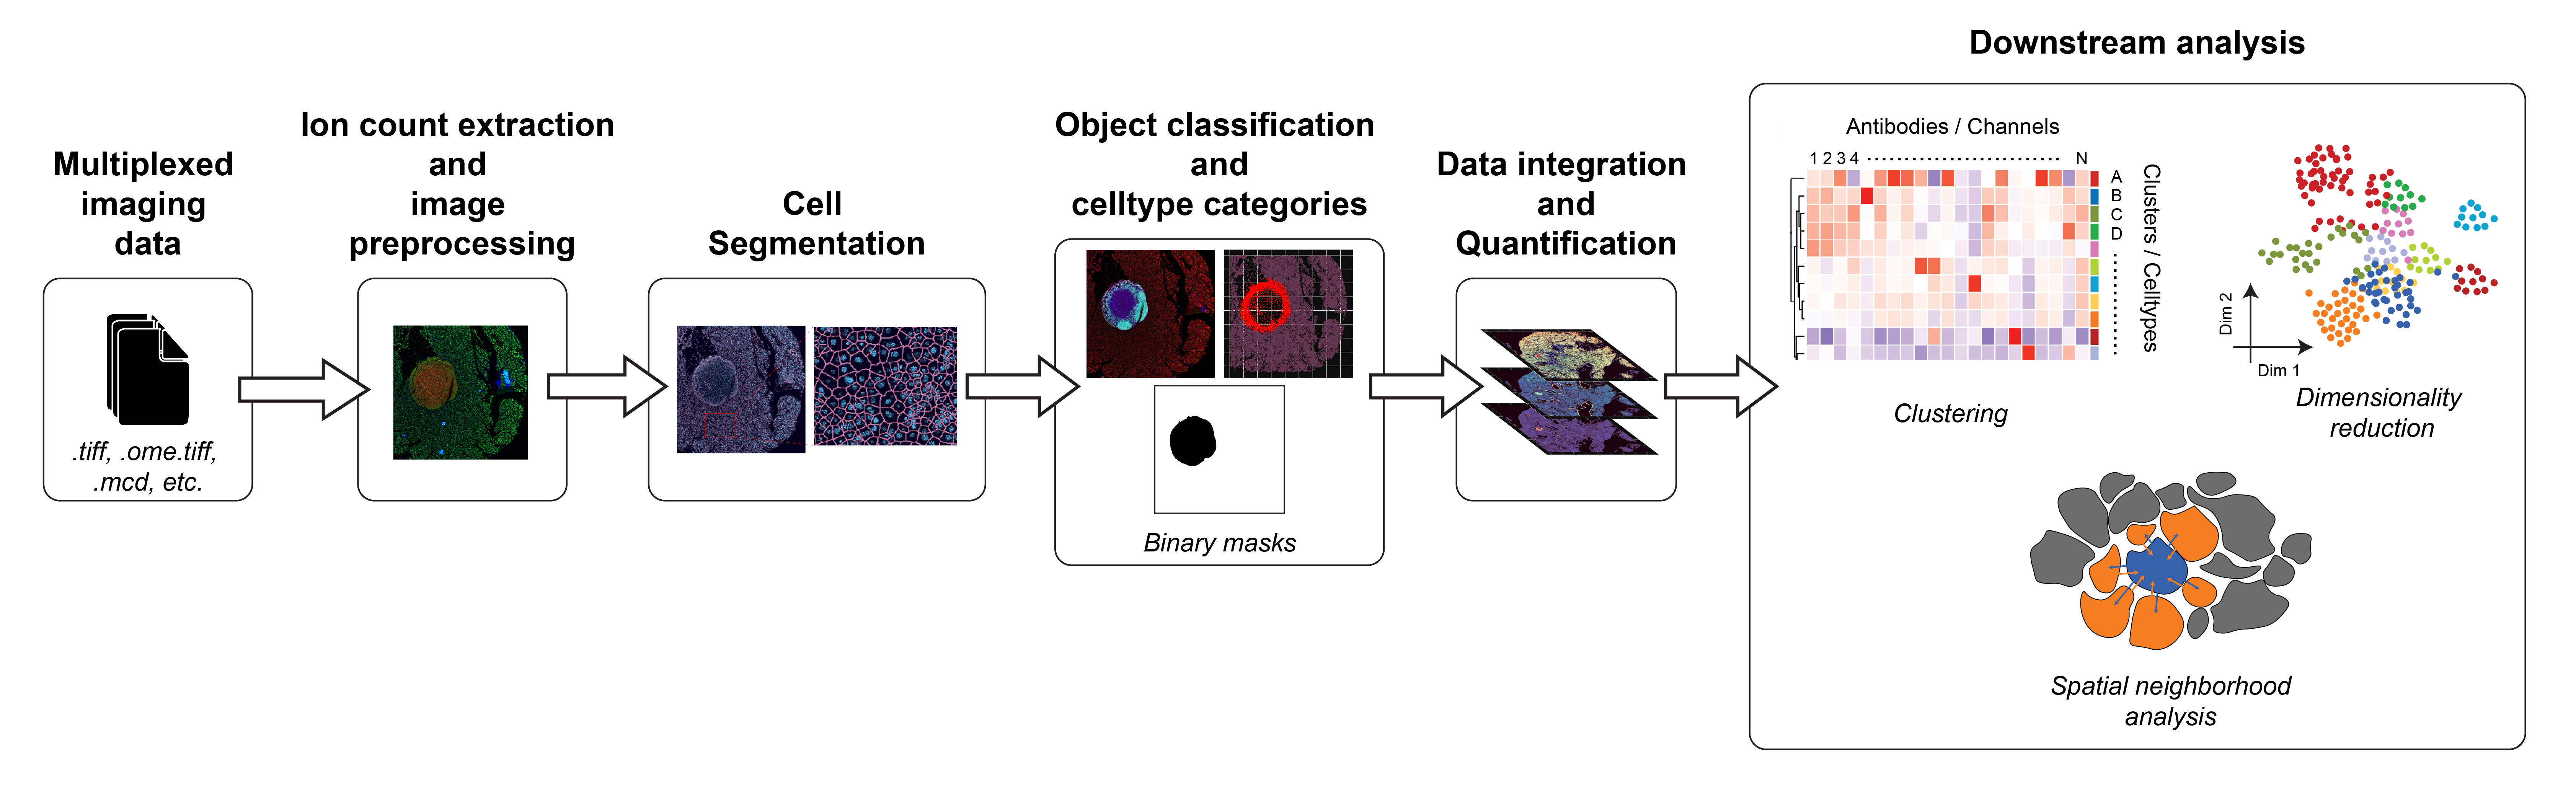 Multiplexed
imaging
data
.tiff, .ome.tiff,
.mcd, etc.
Ion count extraction
and
image
preprocessing
Cell
Segmentation
Object classification
and
celltype categories
Binary masks
Data integration
and
Quantification
Downstream analysis
Antibodies / Channels
1 2 3 4 N
A
B
C
D
Clusters / Celltypes
Clustering
Dim 2
Dim 1
Dimensionality
reduction
Spatial neighborhood
analysis